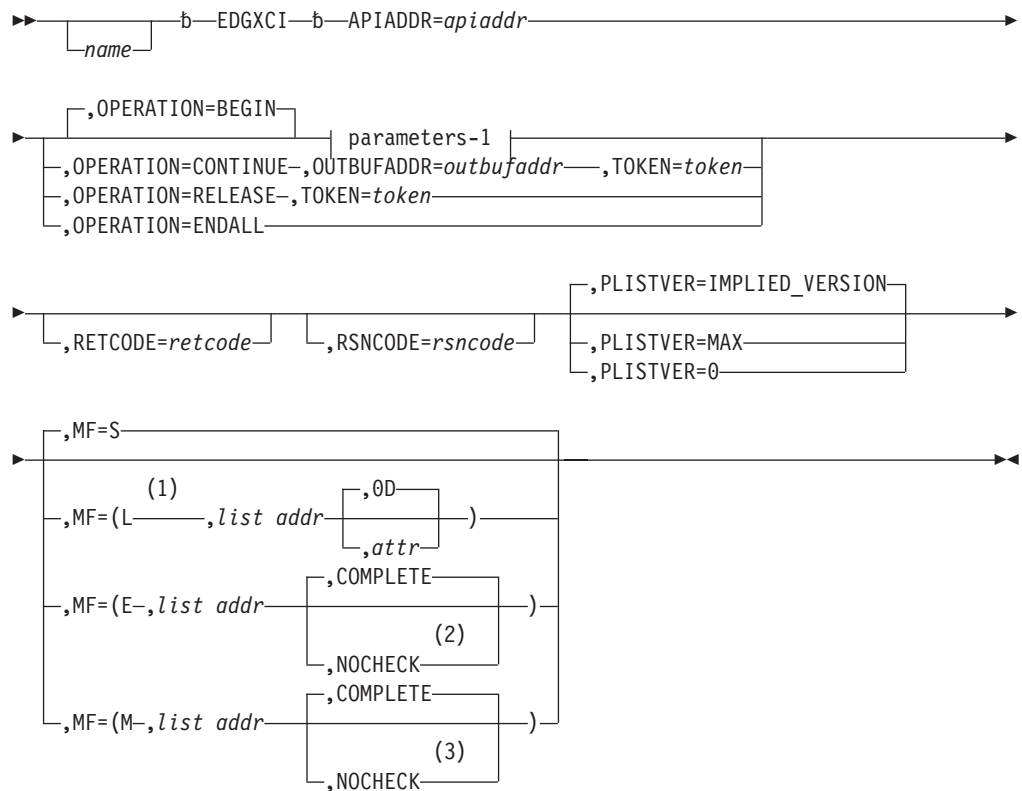 ƀ EDGXCI ƀ APIADDR=apiaddr
name
,OPERATION=BEGIN
parameters-1
,OPERATION=CONTINUE ,OUTBUFADDR=outbufaddr ,TOKEN=token
,OPERATION=RELEASE ,TOKEN=token
,OPERATION=ENDALL
,PLISTVER=IMPLIED_VERSION
,RETCODE=retcode ,RSNCODE=rsncode ,PLISTVER=MAX
,PLISTVER=0
,MF=S
(1) ,0D
,MF=(L ,list addr )
,attr
,COMPLETE
,MF=(E ,list addr )
(2)
,NOCHECK
,COMPLETE
,MF=(M ,list addr )
(3)
,NOCHECK